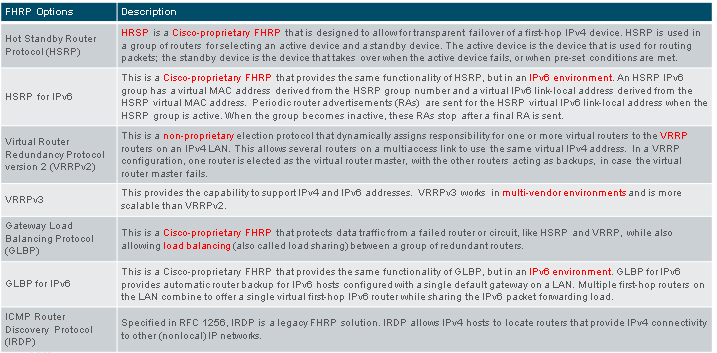 FHRP Options Description
Hot Standby Router
Protocol (HSRP)
HRSP is a Cisco-proprietary FHRP that is designed to allow for transparent failover of a first-hop IPv4 device. HSRP is used in
a group of routers for selecting an active device and a standby device. The active device is the device that is used for routing
packets; the standby device is the device that takes over when the active device fails, or when pre-set conditions are met.
HSRP for IPv6
This is a Cisco-proprietary FHRP that provides the same functionality of HSRP, but in an IPv6 environment. An HSRP IPv6
group has a virtual MAC address derived from the HSRP group number and a virtual IPv6 link-local address derived from the
HSRP virtual MAC address. Periodic router advertisements (RAs) are sent for the HSRP virtual IPv6 link-local address when the
HSRP group is active. When the group becomes inactive, these RAs stop after a final RA is sent.
Virtual Router
Redundancy Protocol
version 2 (VRRPv2)
This is a non-proprietary election protocol that dynamically assigns responsibility for one or more virtual routers to the VRRP
routers on an IPv4 LAN. This allows several routers on a multiaccess link to use the same virtual IPv4 address. In a VRRP
configuration, one router is elected as the virtual router master, with the other routers acting as backups, in case the virtual
router master fails.
VRRPv3
This provides the capability to support IPv4 and IPv6 addresses. VRRPv3 works in multi-vendor environments and is more
scalable than VRRPv2.
Gateway Load
Balancing Protocol
(GLBP)
This is a Cisco-proprietary FHRP that protects data traffic from a failed router or circuit, like HSRP and VRRP, while also
allowing load balancing (also called load sharing) between a group of redundant routers.
GLBP for IPv6
This is a Cisco-proprietary FHRP that provides the same functionality of GLBP, but in an IPv6 environment. GLBP for IPv6
provides automatic router backup for IPv6 hosts configured with a single default gateway on a LAN. Multiple first-hop routers on
the LAN combine to offer a single virtual first-hop IPv6 router while sharing the IPv6 packet forwarding load.
ICMP Router
Discovery Protocol
(IRDP)
Specified in RFC 1256, IRDP is a legacy FHRP solution. IRDP allows IPv4 hosts to locate routers that provide IPv4 connectivity
to other (nonlocal) IP networks.